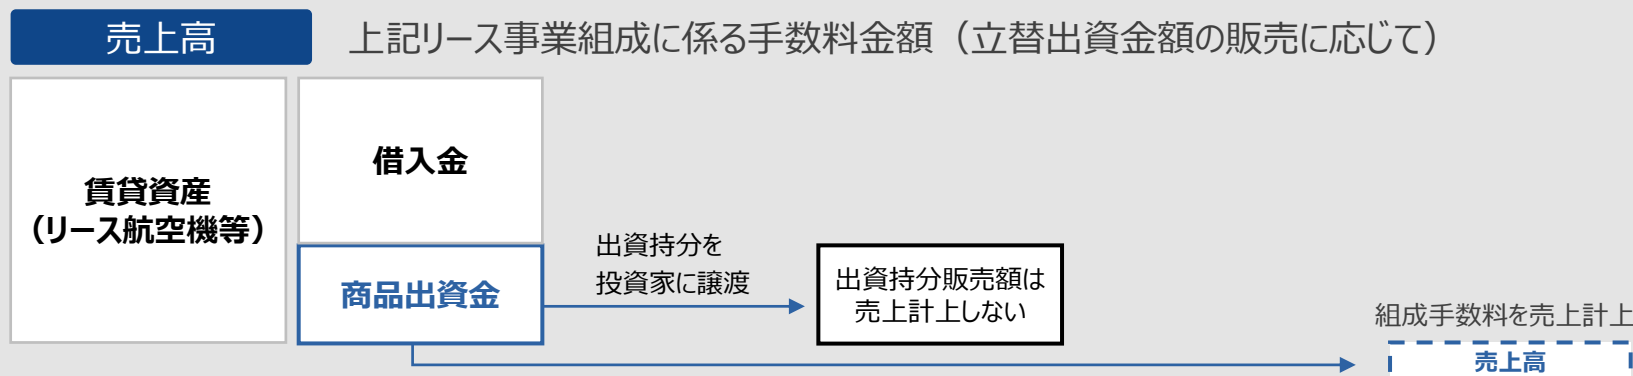 売上高
上記リース事業組成に係る手数料金額（立替出資金額の販売に応じて）
賃貸資産
（リース航空機等）
借入金
商品出資金
出資持分を
投資家に譲渡
出資持分販売額は
売上計上しない
組成手数料を売上計上
売上高